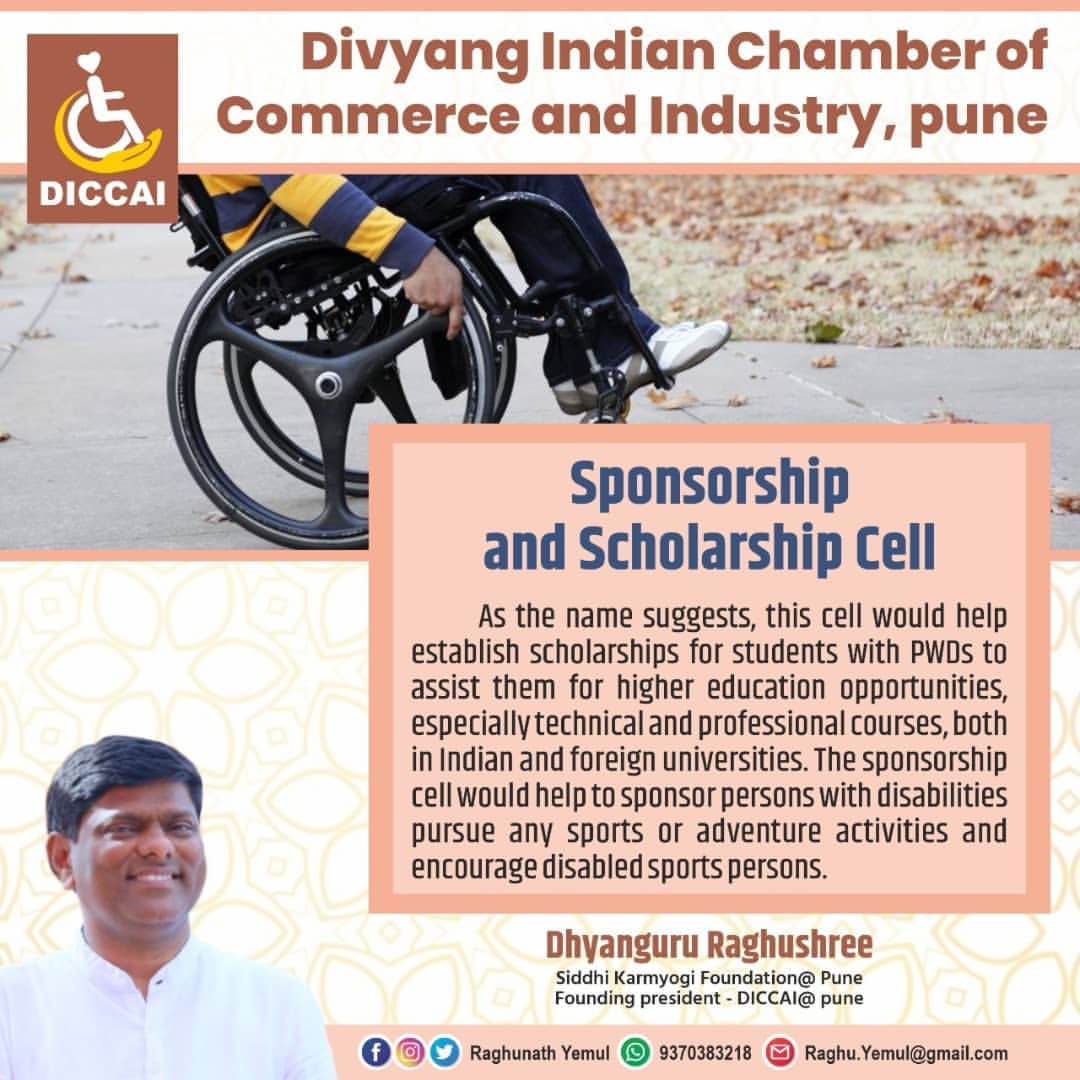 Divyang Indian Chamber of
Commerce and Industry, pune
DICCAI
Sponsorship
and Scholarship Cell
As the name suggests, this cell would help
establish scholarships for students with PWDs to
assist them for higher education opportunities,
especially technical and professional courses, both
in Indian and foreign universities. The sponsorship
cell would help to sponsor persons with disabilities
pursue any sports or adventure activities and
encourage disabled sports persons.
Dhyanguru Raghushree
Siddhi Karmyogi Foundation@ Pune
Founding president - DICCAI@ pune
Raghunath Yemul 9370383218 Raghu.Yemul@gmail.com